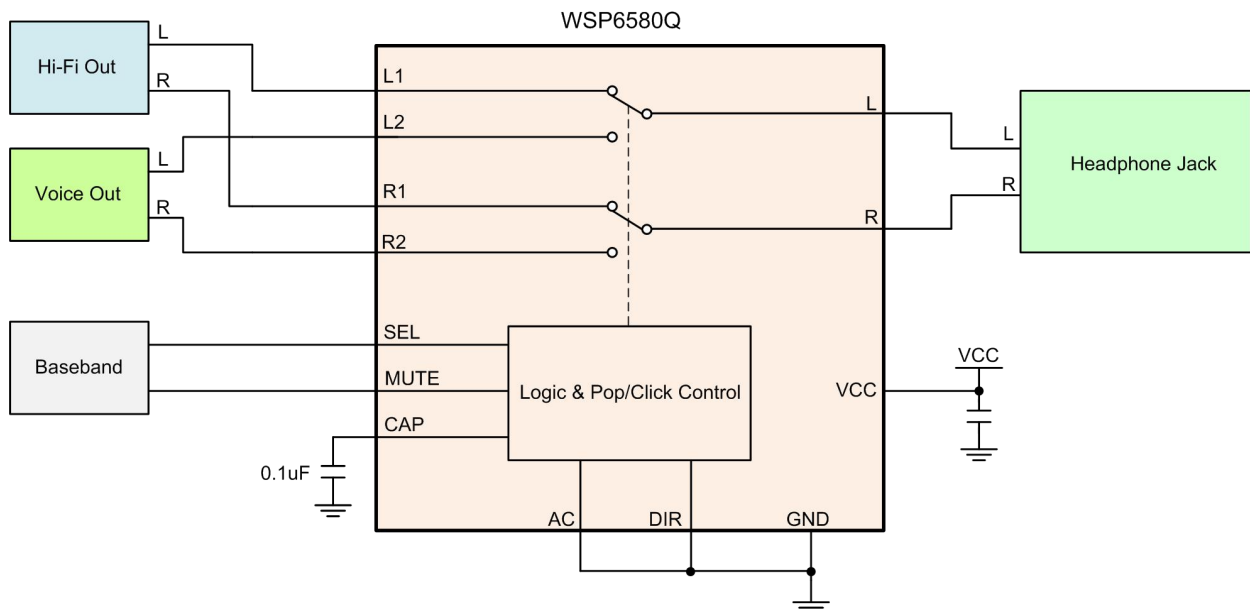 WSP6580Q
Hi-Fi Out
L
R
Voice Out
L
R
Baseband
L1
L2
R1
R2
SEL
MUTE
CAP
0.1uF
Logic & Pop/Click Control
AC
DIR
GND
L
R
VCC
VCC
L
R
Headphone Jack